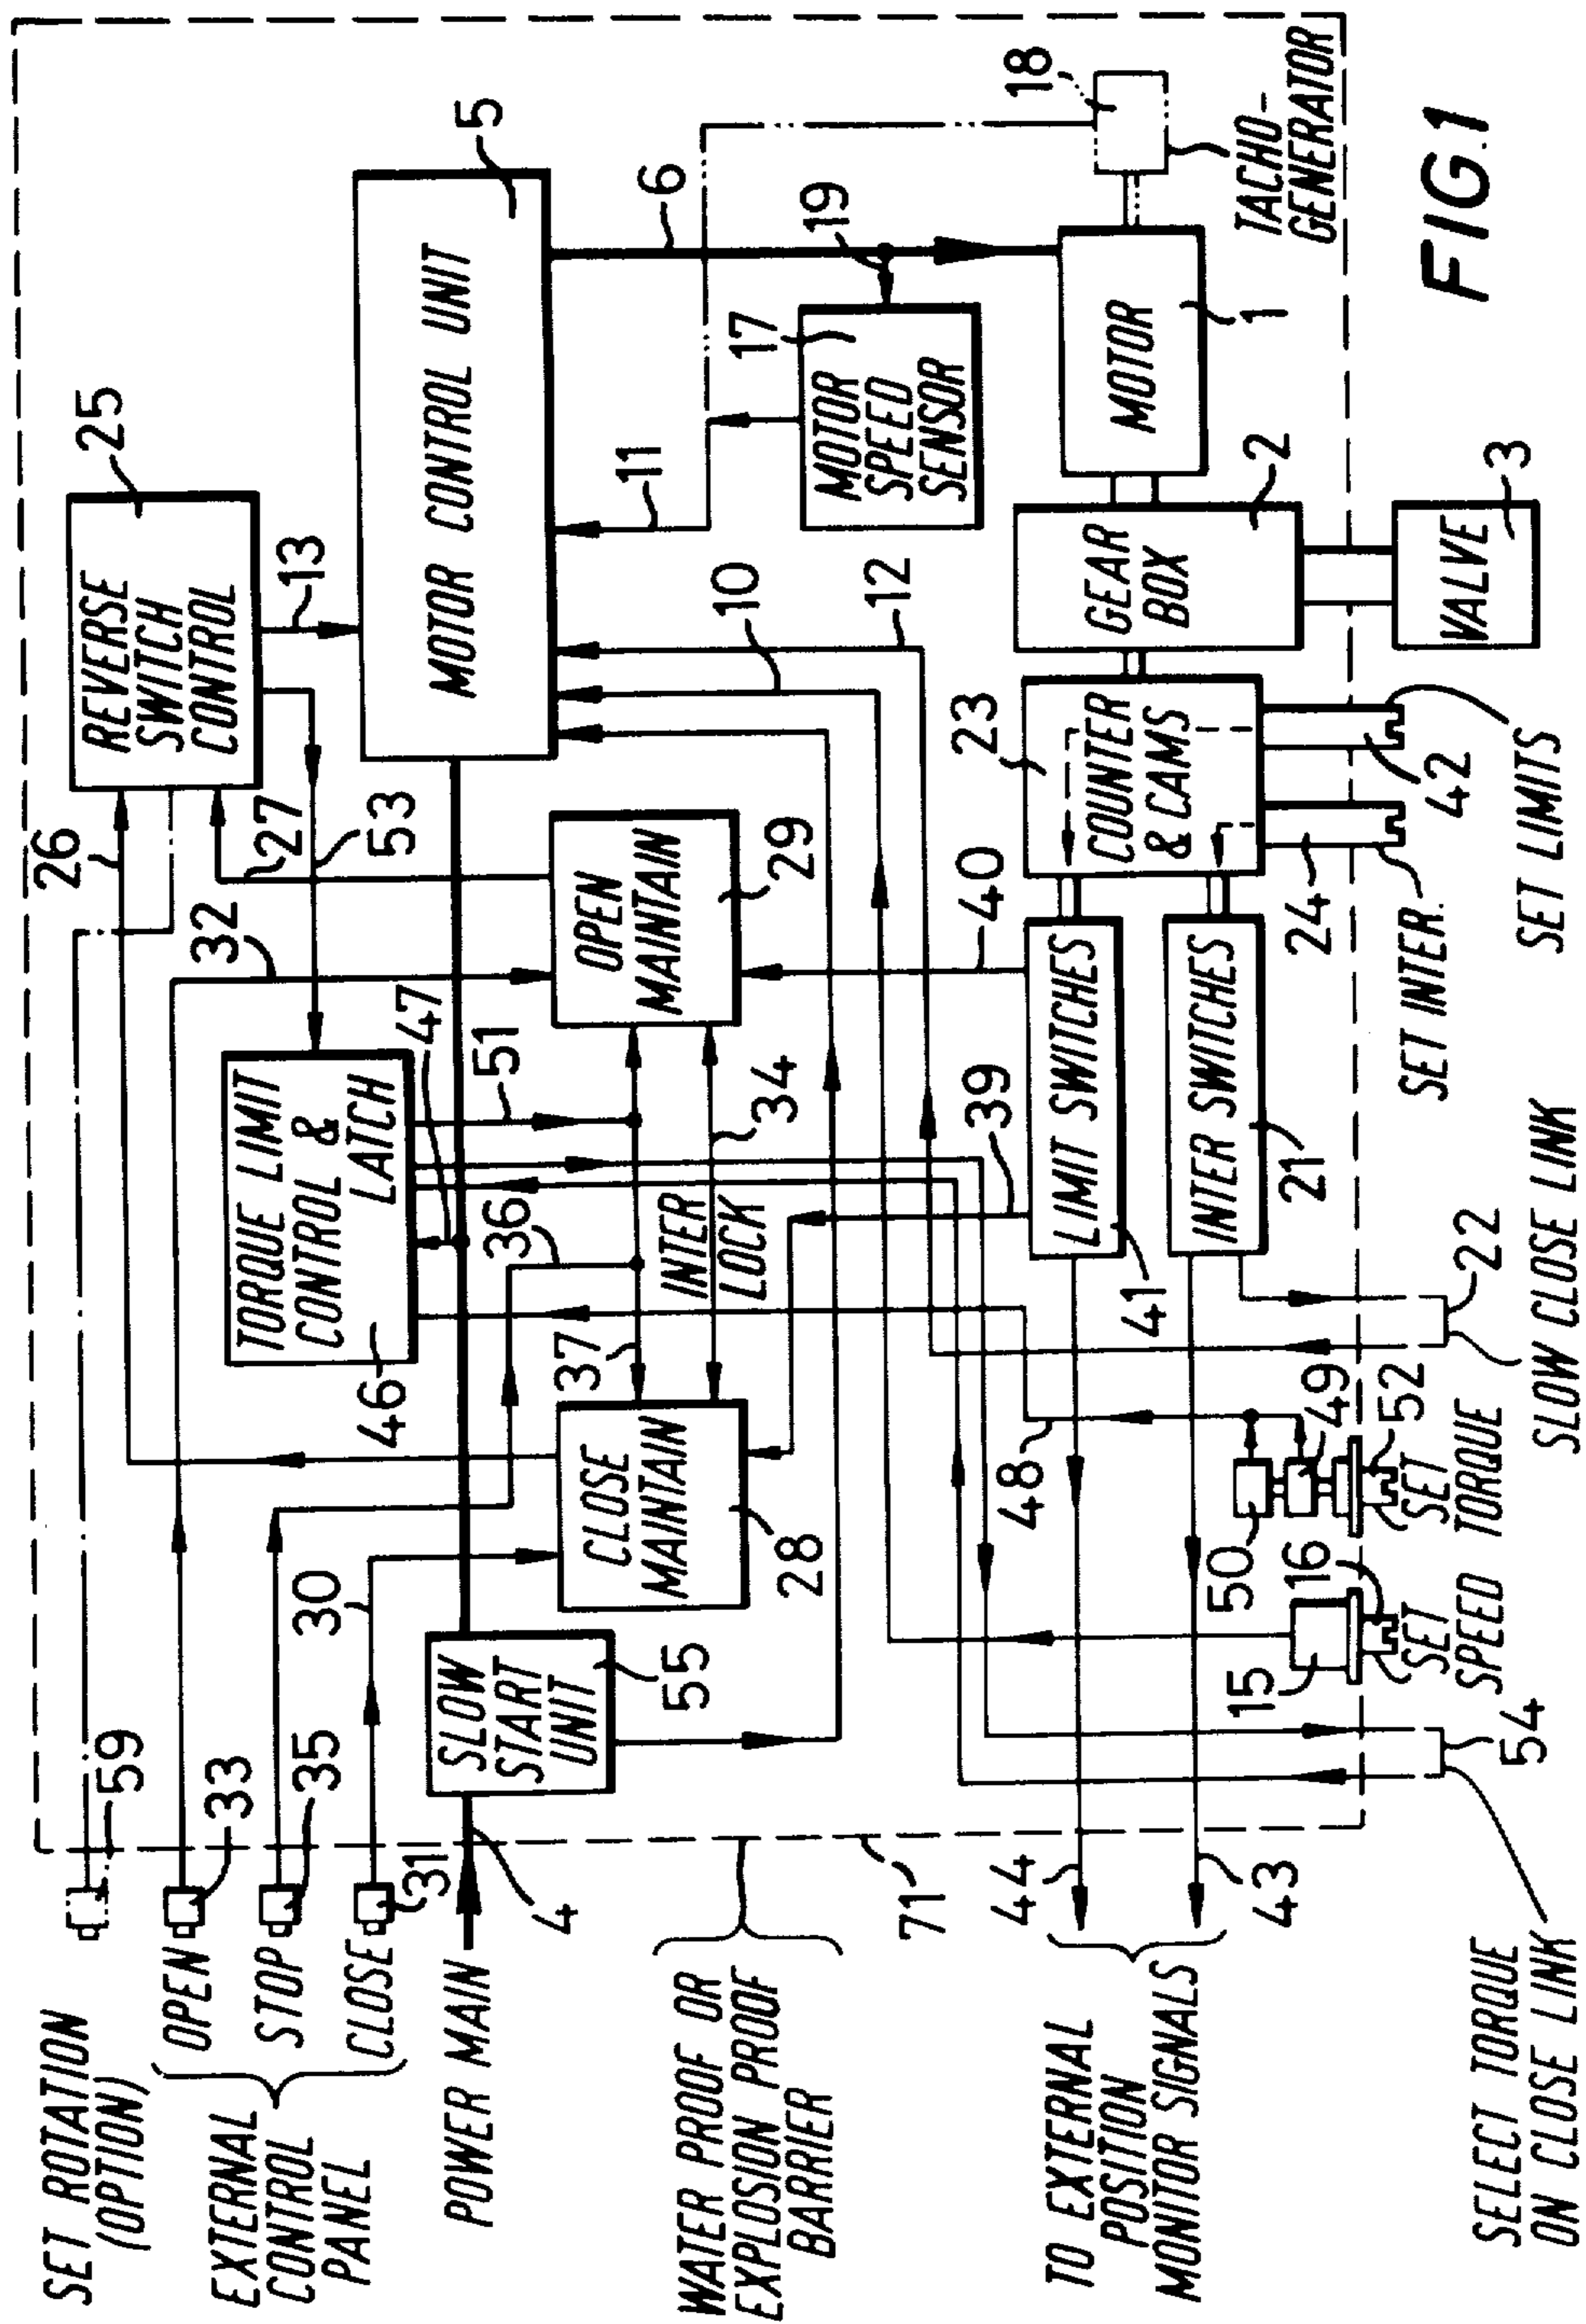 SET ROTATION
(OPTION)
59
EXTERNAL
CONTROL
PANEL
OPEN
33
STOP
35
CLOSE
31
POWER MAIN
4
WATER PROOF OR
EXPLOSION PROOF
BARRIER
71
TO EXTERNAL
POSITION
MONITOR SIGNALS
44
43
SELECT TORQUE
ON CLOSE LINK
54
26
REVERSE
SWITCH
CONTROL
25
27
13
53
32
TORQUE LIMIT
CONTROL &
LATCH
46
47
51
36
30
SLOW
START
UNIT
55
MOTOR CONTROL UNIT
5
6
CLOSE
MAINTAIN
28
37
INTER
LOCK
34
OPEN
MAINTAIN
29
11
10
12
MOTOR
SPEED
SENSOR
17
19
18
TACHO-
GENERATOR
39
40
48
LIMIT SWITCHES
41
INTER SWITCHES
21
COUNTER
& CAMS
23
GEAR
BOX
2
MOTOR
1
VALVE
3
15
16
SET
SPEED
50
49
52
SET
TORQUE
22
SLOW CLOSE LINK
24
SET INTER.
42
SET LIMITS
FIG.1